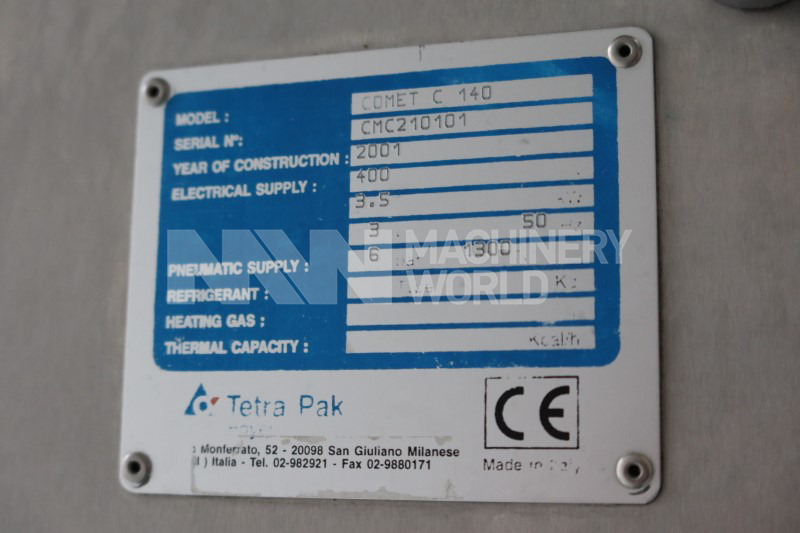 MODEL : COMET C 140
SERIAL N°: CMC210101
YEAR OF CONSTRUCTION : 2001
ELECTRICAL SUPPLY : 400
3.5
3 50
PNEUMATIC SUPPLY : 6 1300
REFRIGERANT :
HEATING GAS :
THERMAL CAPACITY : Kcal/h
MACHINERY
WORLD
Tetra Pak
CE
Monferrato, 52 - 20098 San Giuliano Milanese
) Italia - Tel. 02-982921 - Fax 02-9880171
Made in Italy